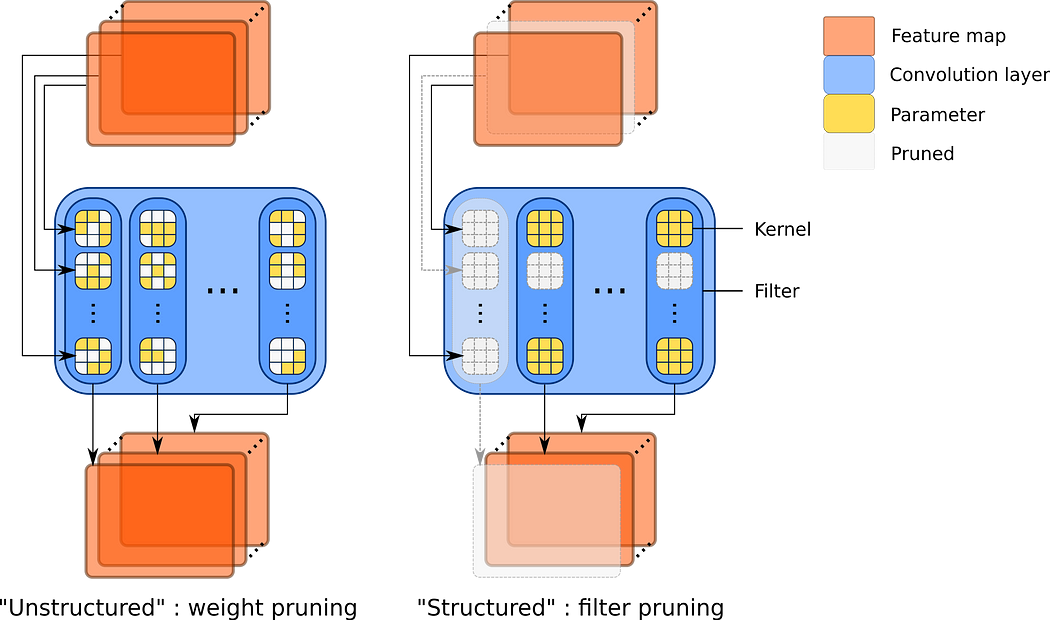 Feature map
Convolution layer
Parameter
Pruned
Kernel
Filter
"Unstructured" : weight pruning
"Structured" : filter pruning